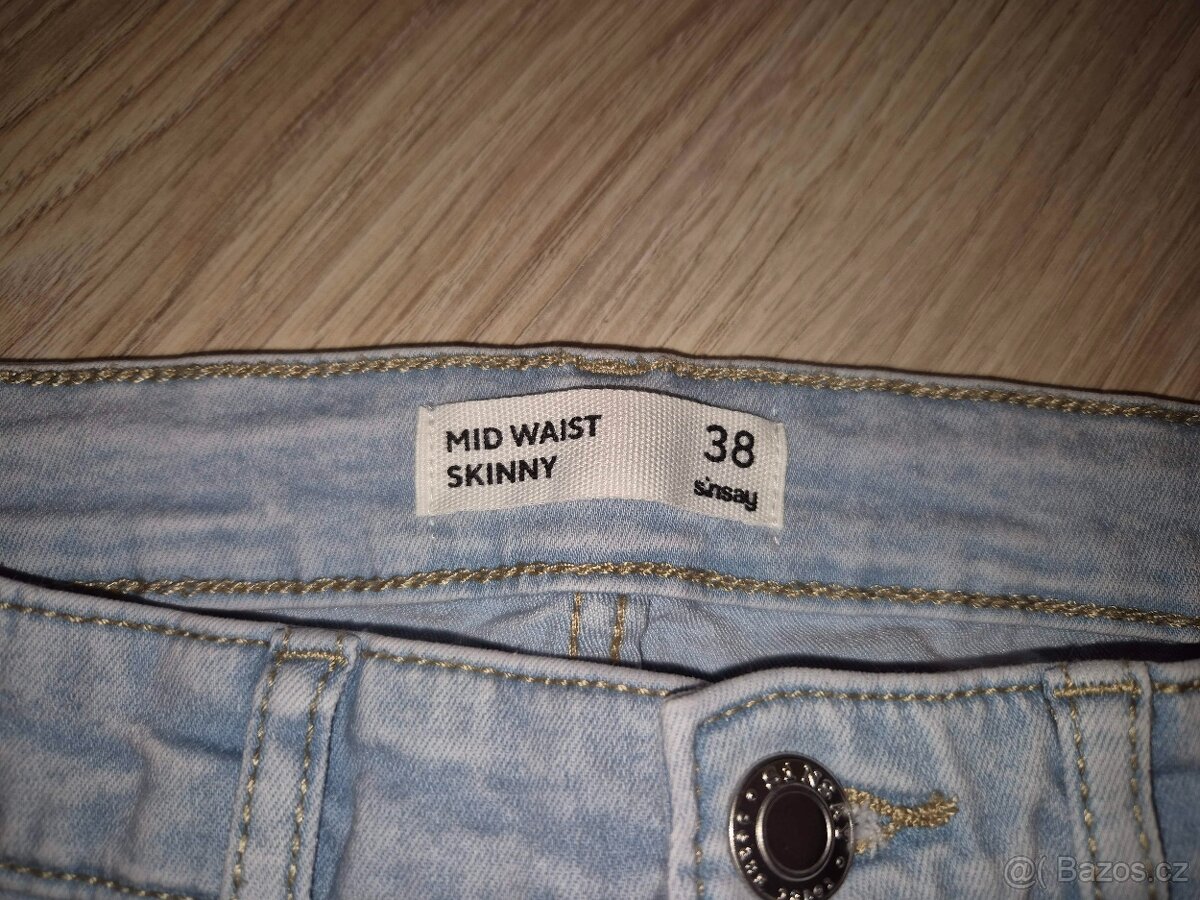 MID WAIST
SKINNY
38
sinsay
@( Bazos.cz